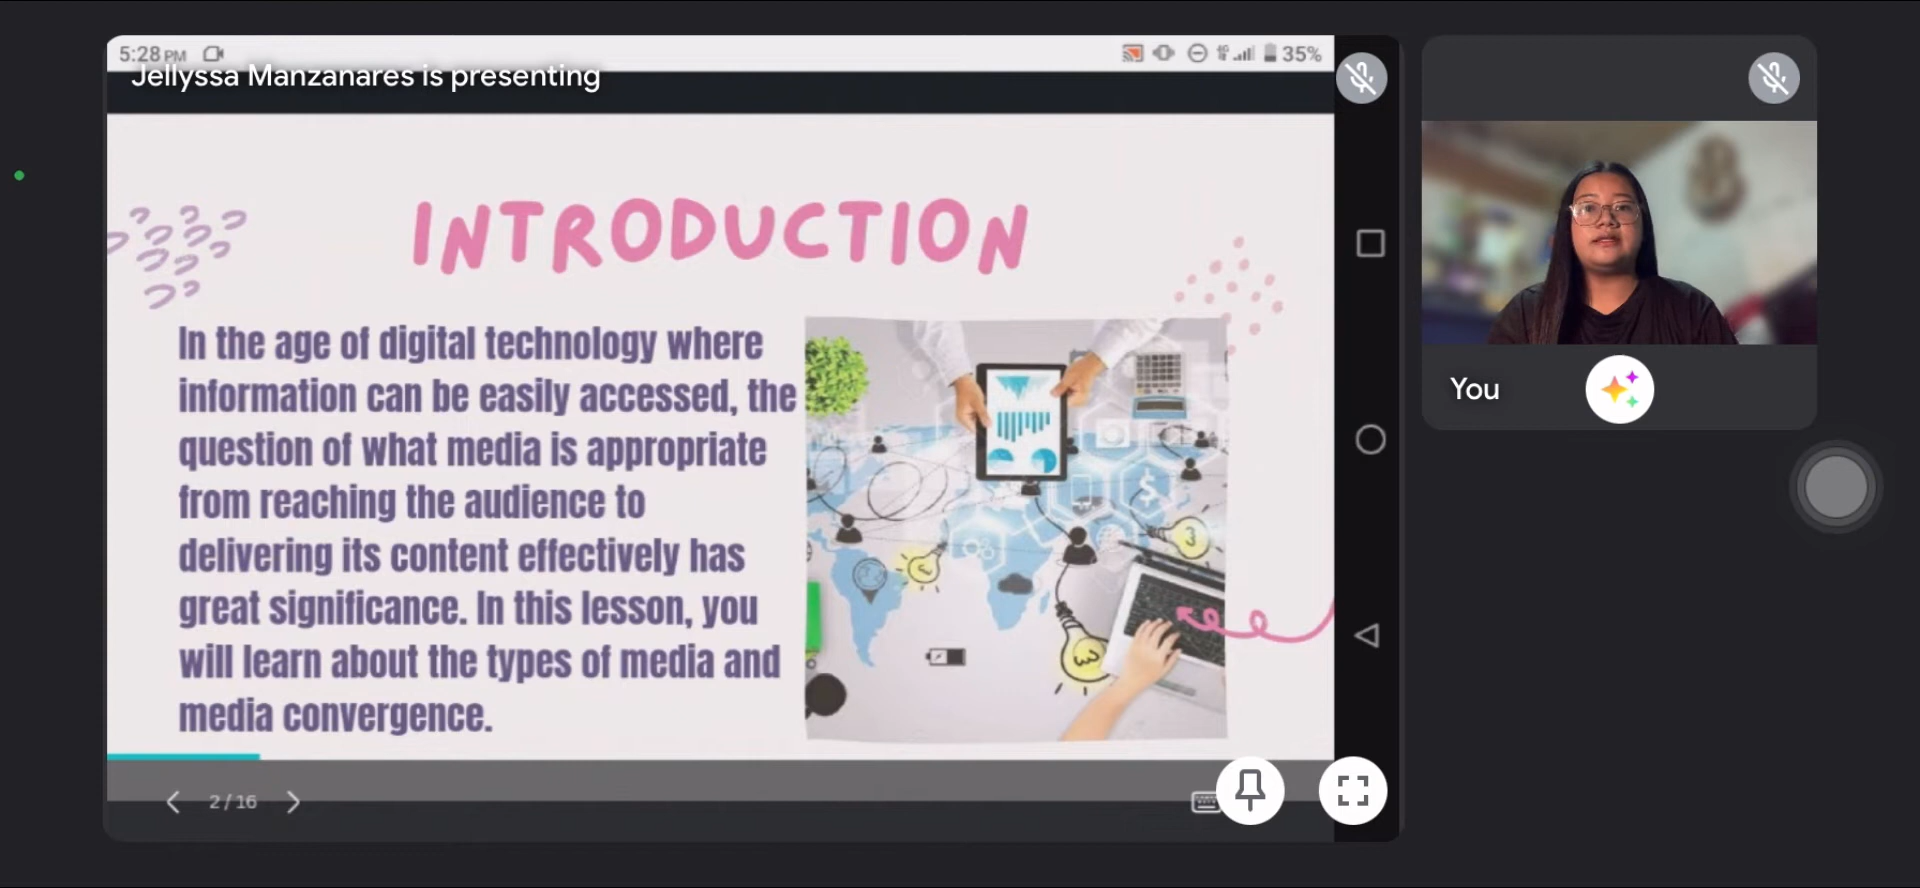 5:28 PM
35%
Jellyssa Manzanares is presenting
INTRODUCTION
In the age of digital technology where
information can be easily accessed, the
question of what media is appropriate
from reaching the audience to
delivering its content effectively has
great significance. In this lesson, you
will learn about the types of media and
media convergence.
2 / 16
You